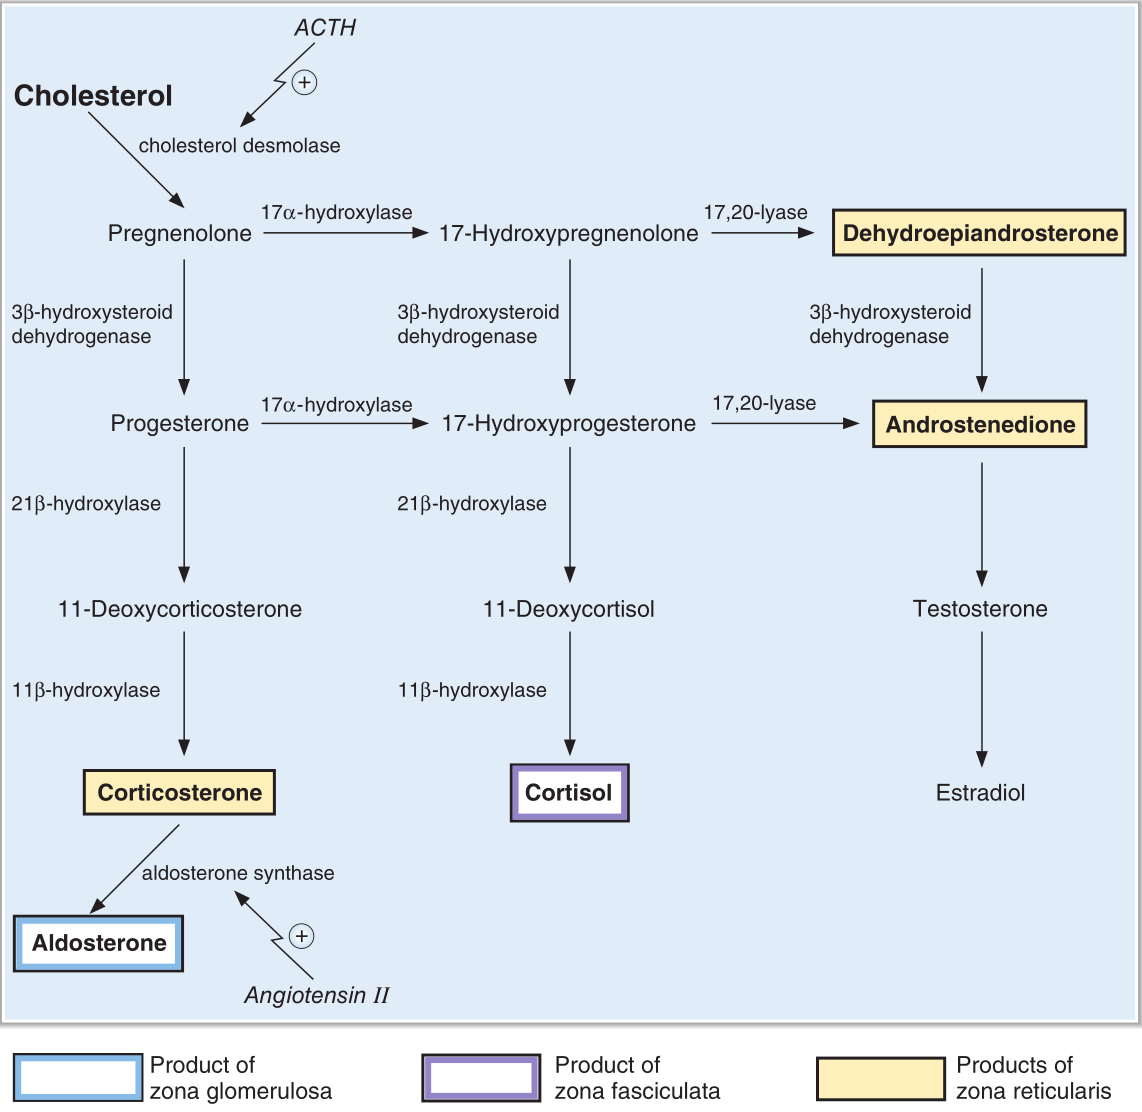 ACTH
Cholesterol
cholesterol desmolase
17α-hydroxylase
17,20-lyase
Pregnenolone
17-Hydroxypregnenolone
Dehydroepiandrosterone
3β-hydroxysteroid
dehydrogenase
3β-hydroxysteroid
dehydrogenase
3β-hydroxysteroid
dehydrogenase
17α-hydroxylase
17,20-lyase
Progesterone
17-Hydroxyprogesterone
Androstenedione
21β-hydroxylase
21β-hydroxylase
11-Deoxycorticosterone
11-Deoxycortisol
Testosterone
11β-hydroxylase
11β-hydroxylase
Corticosterone
Cortisol
Estradiol
aldosterone synthase
Aldosterone
Angiotensin II
Product of
zona glomerulosa
Product of
zona fasciculata
Products of
zona reticularis